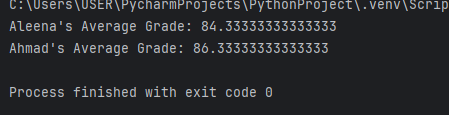 C:\Users\USER\PycharmProjects\PythonProject\.venv\Scrip
Aleena's Average Grade: 84.33333333333333
Ahmad's Average Grade: 86.33333333333333
Process finished with exit code 0